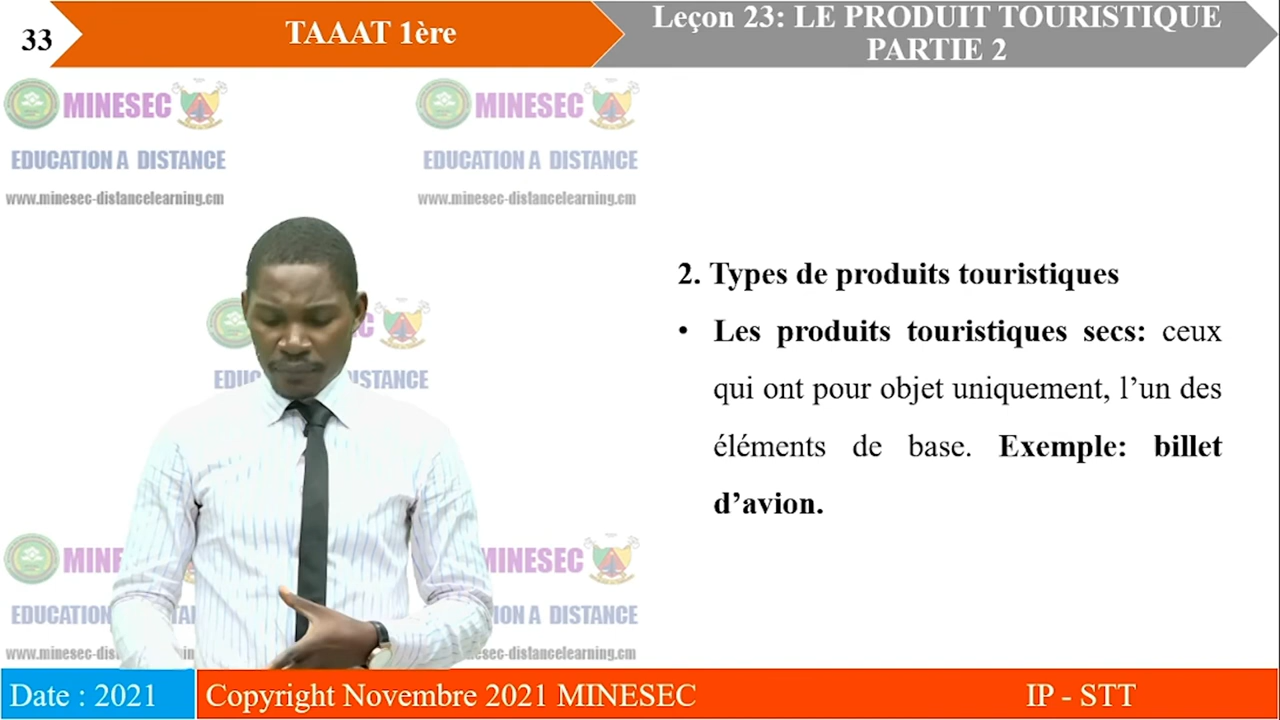 33
TAAAT 1ère
Leçon 23: LE PRODUIT TOURISTIQUE
PARTIE 2
MINESEC
EDUCATION A DISTANCE
www.minesec-distancelearning.cm
MINESEC
EDUCATION A DISTANCE
www.minesec-distancelearning.cm
2. Types de produits touristiques
• Les produits touristiques secs: ceux
qui ont pour objet uniquement, l’un des
éléments de base. Exemple: billet
d’avion.
MINESEC
Date : 2021
Copyright Novembre 2021 MINESEC
IP - STT